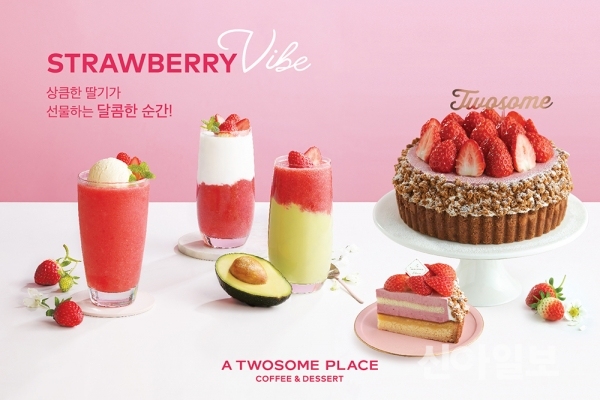 STRAWBERRY Vibe
상큼한 딸기가
선물하는 달콤한 순간!
Twosome
A TWOSOME PLACE
COFFEE & DESSERT
신아일보